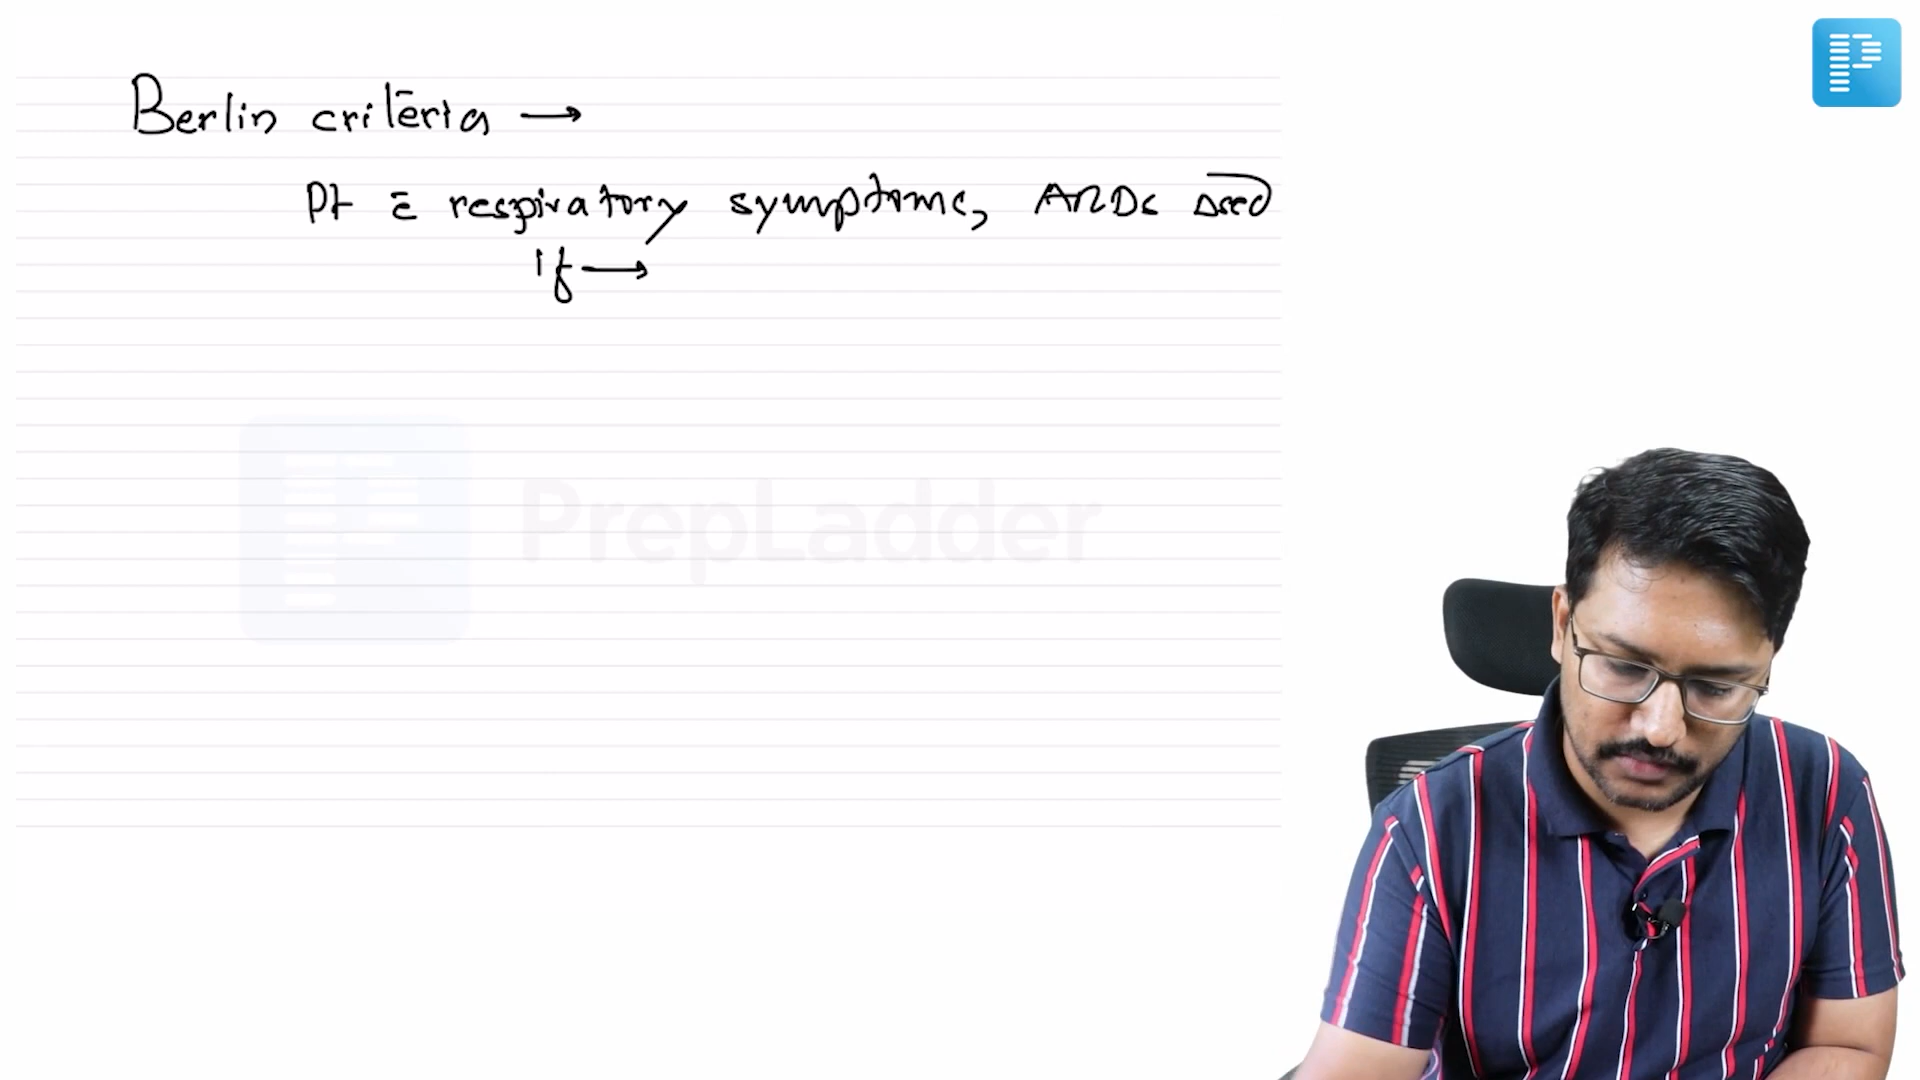 Berlin criteria →
Pt c̄ respiratory symptoms, ARDS used
if →
PrepLadder